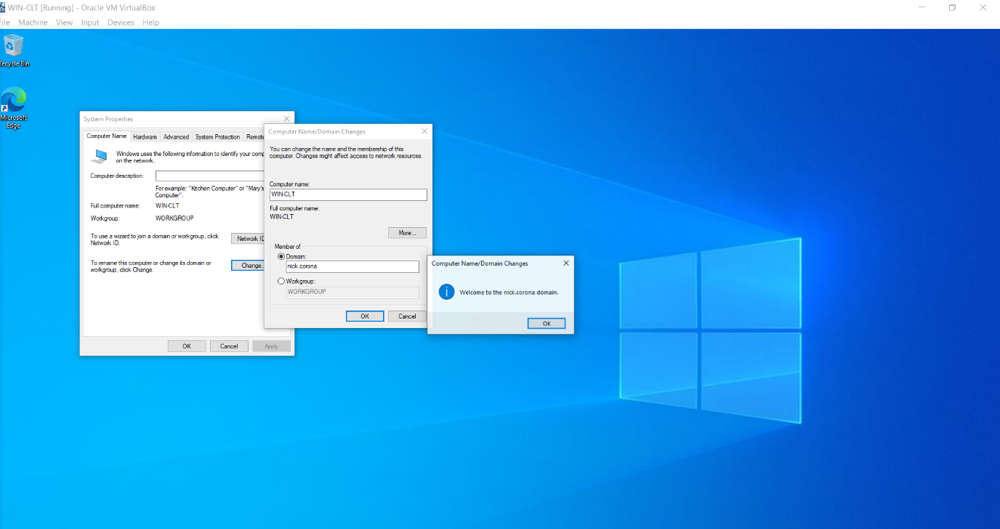 WIN-CLT [Running] - Oracle VM VirtualBox
File Machine View Input Devices Help
Recycle Bin
Microsoft
Edge
System Properties
Computer Name Hardware Advanced System Protection Remote
Windows uses the following information to identify your comp
on the network.
Computer description:
For example: "Kitchen Computer" or "Mary's
Computer".
Full computer name: WIN-CLT
Workgroup: WORKGROUP
To use a wizard to join a domain or workgroup, click
Network ID.
Network ID
To rename this computer or change its domain or
workgroup, click Change.
Change..
OK Cancel Apply
Computer Name/Domain Changes
You can change the name and the membership of this
computer. Changes might affect access to network resources.
Computer name:
WIN-CLT
Full computer name:
WIN-CLT
More...
Member of
Domain:
nick.corona
Workgroup:
WORKGROUP
OK Cancel
Computer Name/Domain Changes
Welcome to the nick.corona domain.
OK